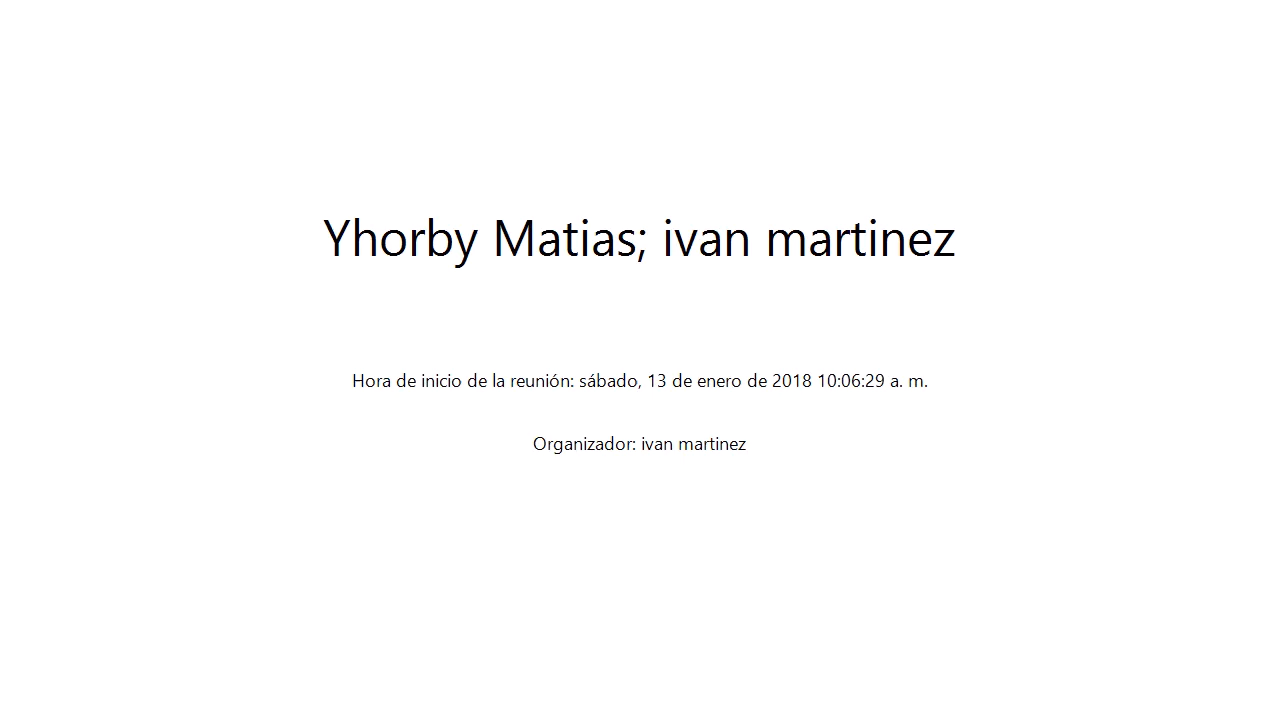 Yhorby Matias; ivan martinez
Hora de inicio de la reunión: sábado, 13 de enero de 2018 10:06:29 a. m.
Organizador: ivan martinez